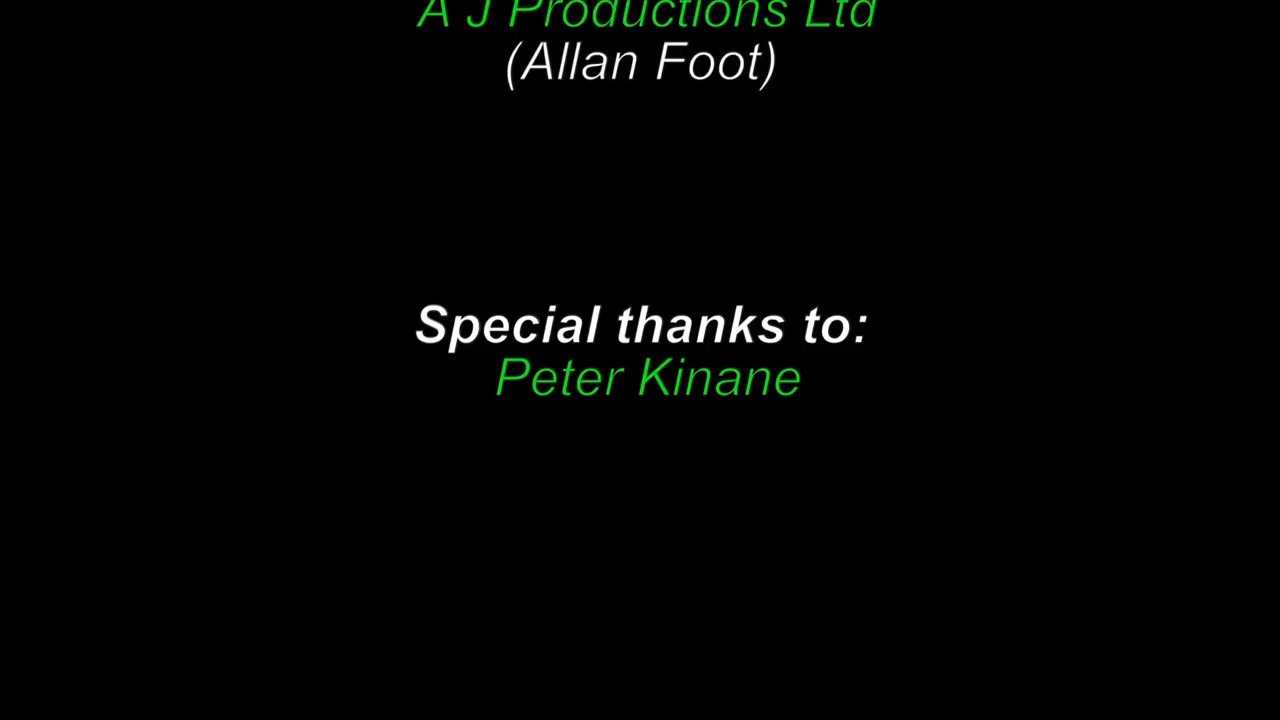 A J Productions Ltd
(Allan Foot)
Special thanks to:
Peter Kinane